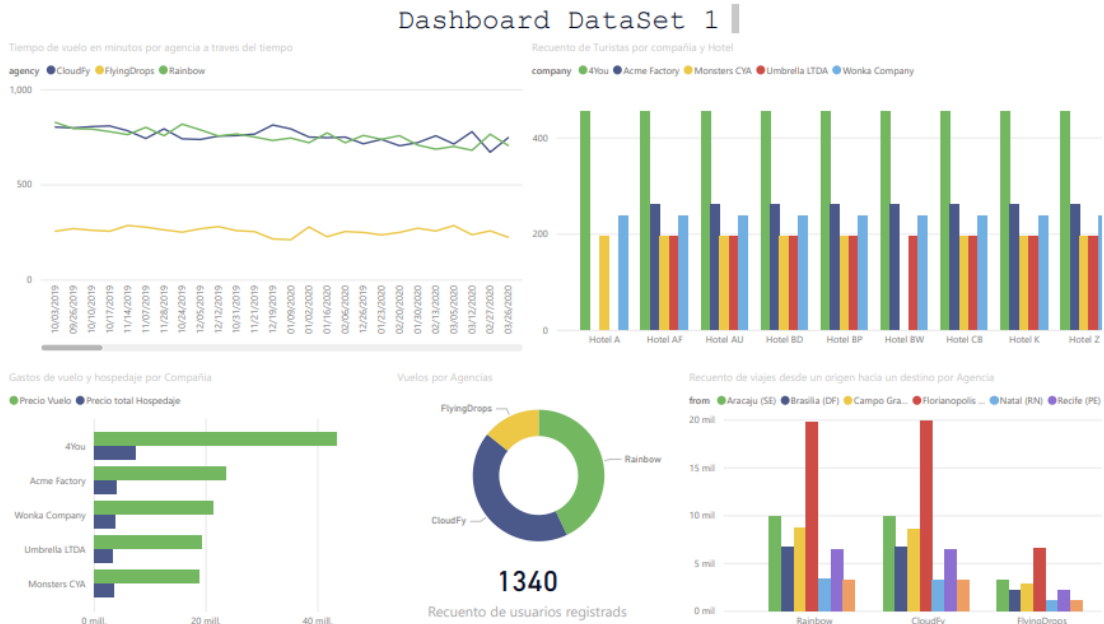 Dashboard DataSet 1
Tiempo de vuelo en minutos por agencia a traves del tiempo
agency CloudFy FlyingDrops Rainbow
1,000
500
0
10/03/2019
09/26/2019
10/10/2019
10/17/2019
11/14/2019
11/07/2019
11/28/2019
10/24/2019
12/05/2019
12/12/2019
10/31/2019
11/21/2019
12/19/2019
01/09/2020
01/02/2020
01/16/2020
02/06/2020
12/26/2019
01/23/2020
02/20/2020
01/30/2020
02/13/2020
03/05/2020
03/12/2020
02/27/2020
03/26/2020
Recuento de Turistas por compañia y Hotel
company 4You Acme Factory Monsters CYA Umbrella LTDA Wonka Company
400
200
0
Hotel A Hotel AF Hotel AU Hotel BD Hotel BP Hotel BW Hotel CB Hotel K Hotel Z
Gastos de vuelo y hospedaje por Compañia
Precio Vuelo Precio total Hospedaje
4You
Acme Factory
Wonka Company
Umbrella LTDA
Monsters CYA
0 mill. 20 mill. 40 mill.
Vuelos por Agencias
FlyingDrops
Rainbow
CloudFy
1340
Recuento de usuarios registrads
Recuento de viajes desde un origen hacia un destino por Agencia
from Aracaju (SE) Brasilia (DF) Campo Gra... Florianopolis ... Natal (RN) Recife (PE)
20 mil
10 mil
5 mil
0 mil
Rainbow CloudFy FlyingDrops